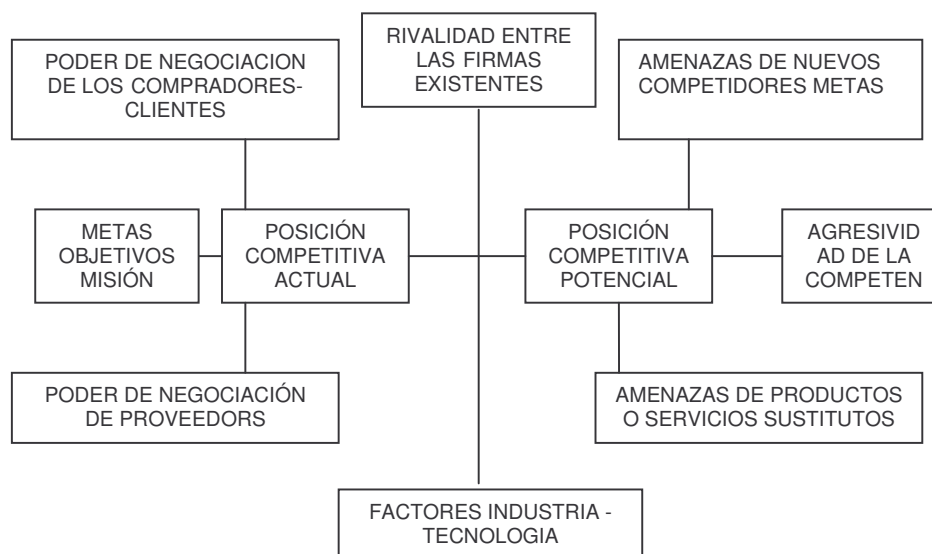 RIVALIDAD ENTRE
LAS FIRMAS
EXISTENTES
PODER DE NEGOCIACION
DE LOS COMPRADORES-
CLIENTES
AMENAZAS DE NUEVOS
COMPETIDORES METAS
METAS
OBJETIVOS
MISIÓN
POSICIÓN
COMPETITIVA
ACTUAL
POSICIÓN
COMPETITIVA
POTENCIAL
AGRESIVID
AD DE LA
COMPETEN
PODER DE NEGOCIACIÓN
DE PROVEEDORS
AMENAZAS DE PRODUCTOS
O SERVICIOS SUSTITUTOS
FACTORES INDUSTRIA -
TECNOLOGIA